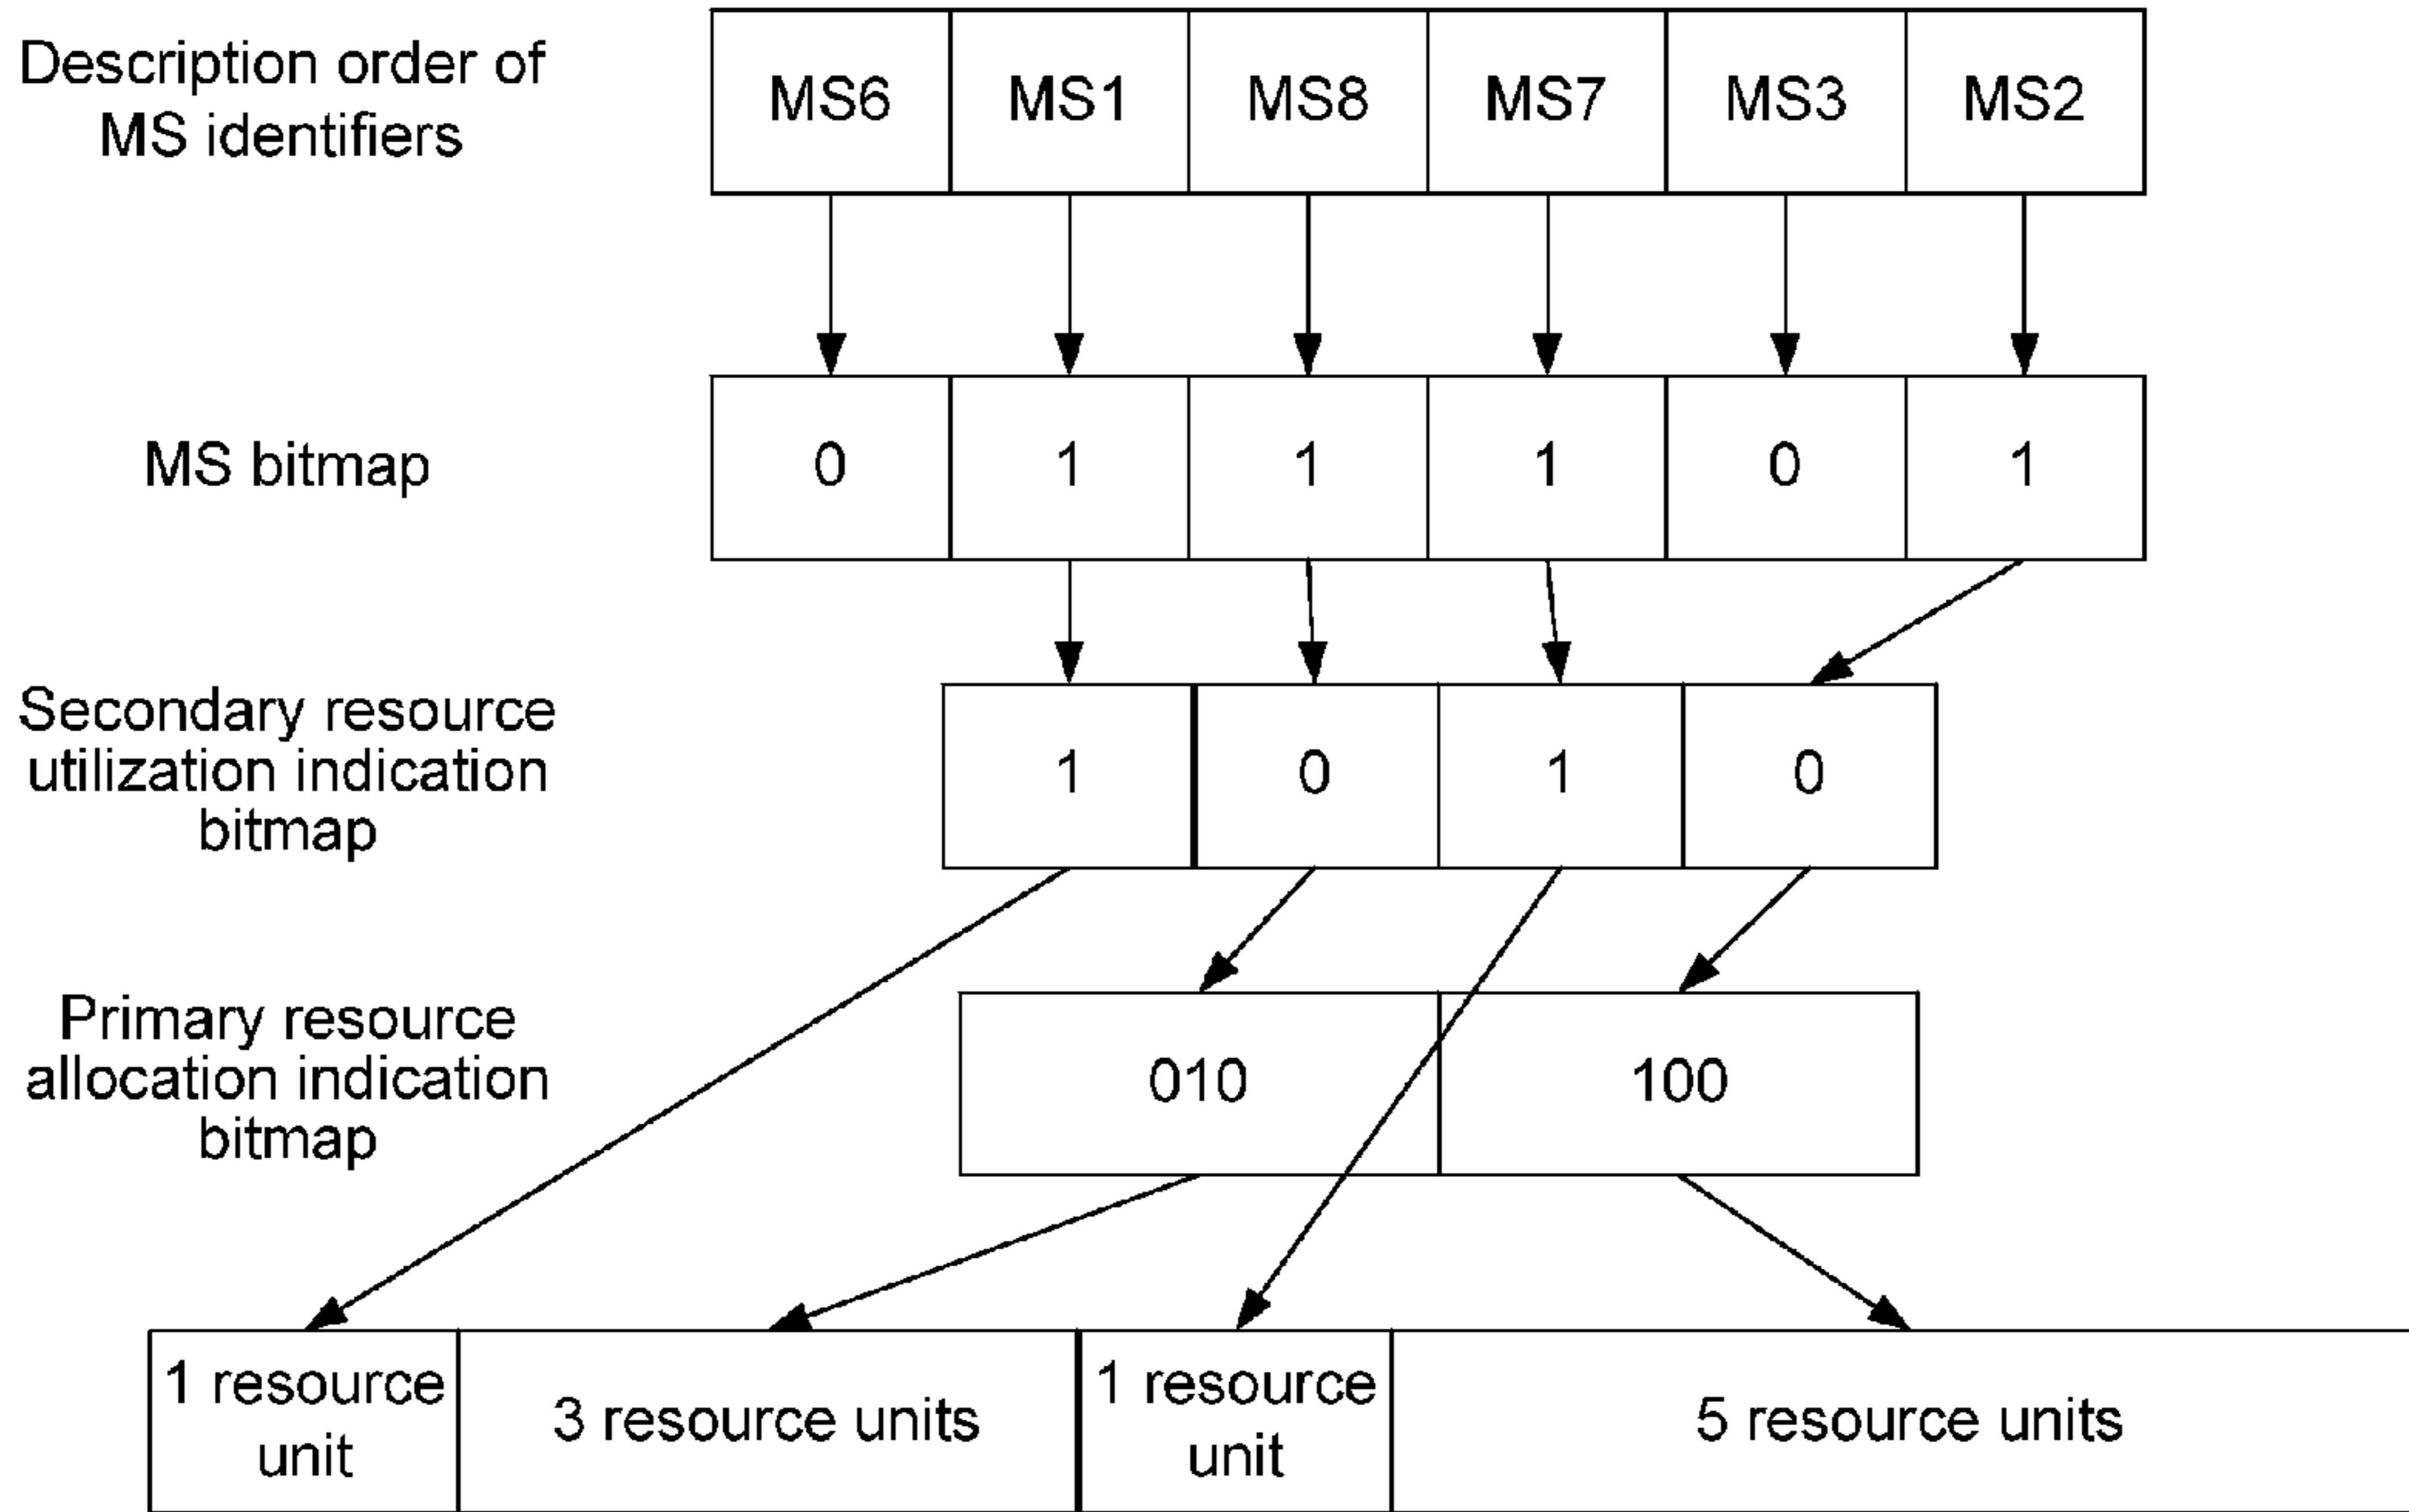 Description order of
MS identifiers
MS6 MS1 MS8 MS7 MS3 MS2
MS bitmap
0 1 1 1 0 1
Secondary resource
utilization indication
bitmap
1 0 1 0
Primary resource
allocation indication
bitmap
010 100
1 resource
unit
3 resource units
1 resource
unit
5 resource units